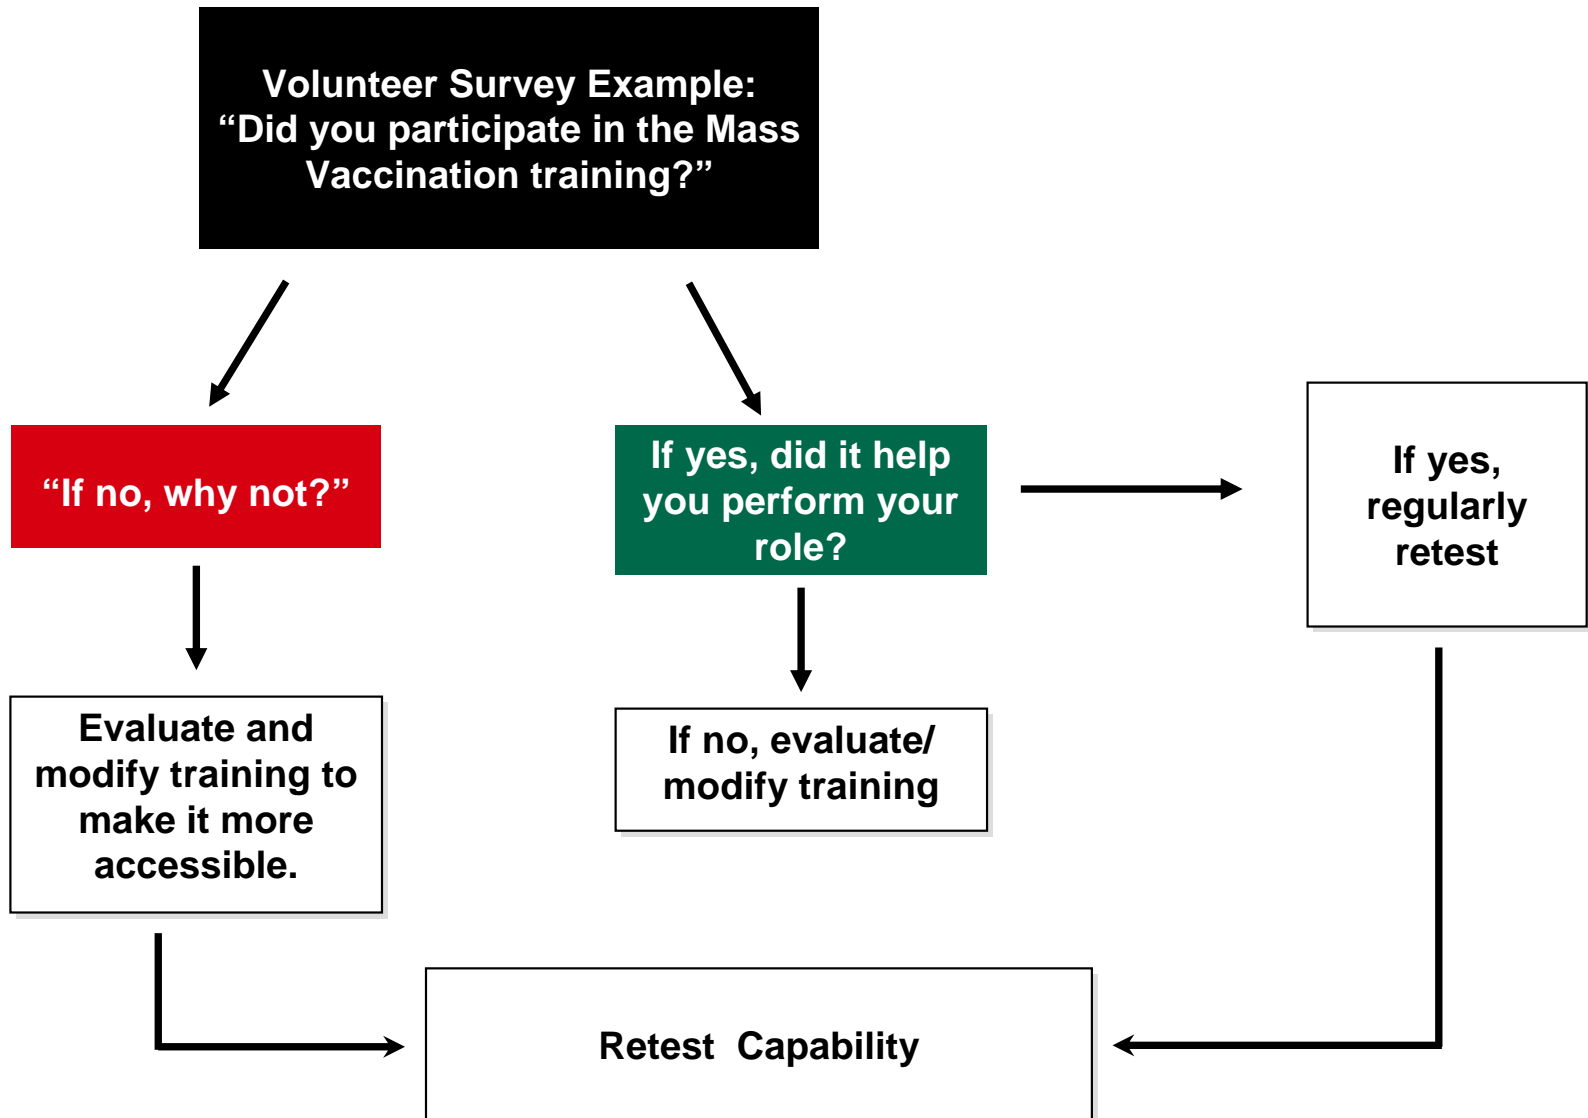 Volunteer Survey Example:
“Did you participate in the Mass
Vaccination training?”
“If no, why not?”
If yes, did it help
you perform your
role?
If yes,
regularly
retest
Evaluate and
modify training to
make it more
accessible.
If no, evaluate/
modify training
Retest  Capability